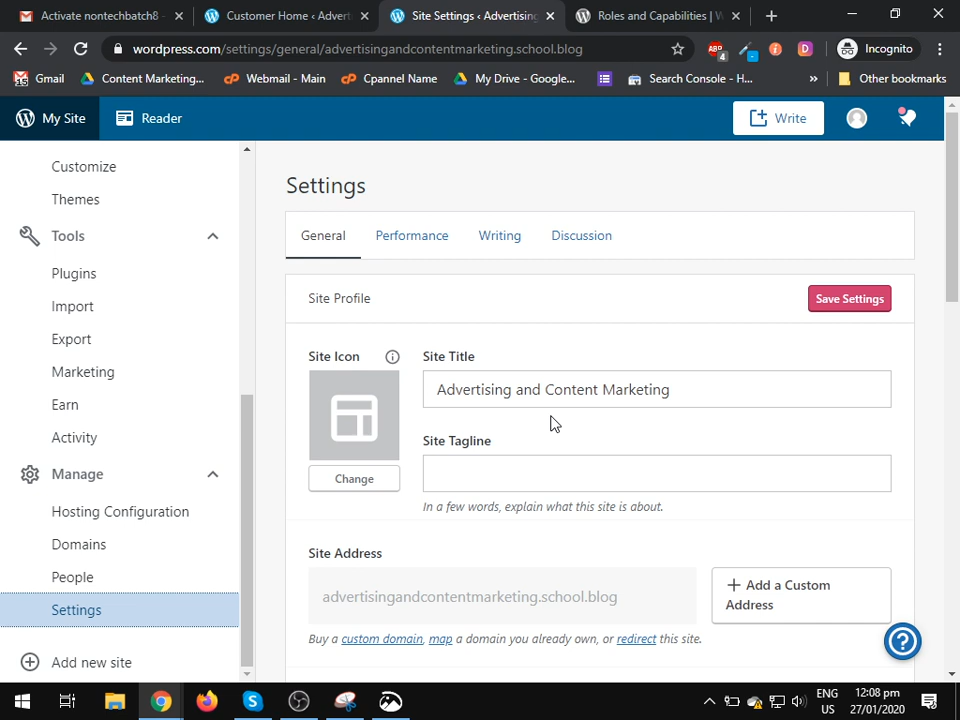 Activate nontechbatch8
Customer Home ‹ Advert
Site Settings ‹ Advertising
Roles and Capabilities | W
wordpress.com/settings/general/advertisingandcontentmarketing.school.blog
ABP
4
Incognito
15
Gmail
Content Marketing...
Webmail - Main
Cpannel Name
My Drive - Google...
Search Console - H...
»
Other bookmarks
My Site
Reader
Write
Customize
Themes
Tools
Plugins
Import
Export
Marketing
Earn
Activity
Manage
Hosting Configuration
Domains
People
Settings
Add new site
Settings
General
Performance
Writing
Discussion
Site Profile
Save Settings
Site Icon
Change
Site Title
Advertising and Content Marketing
Site Tagline
In a few words, explain what this site is about.
Site Address
advertisingandcontentmarketing.school.blog
+ Add a Custom
Address
Buy a custom domain, map a domain you already own, or redirect this site.
ENG
US
12:08 pm
27/01/2020